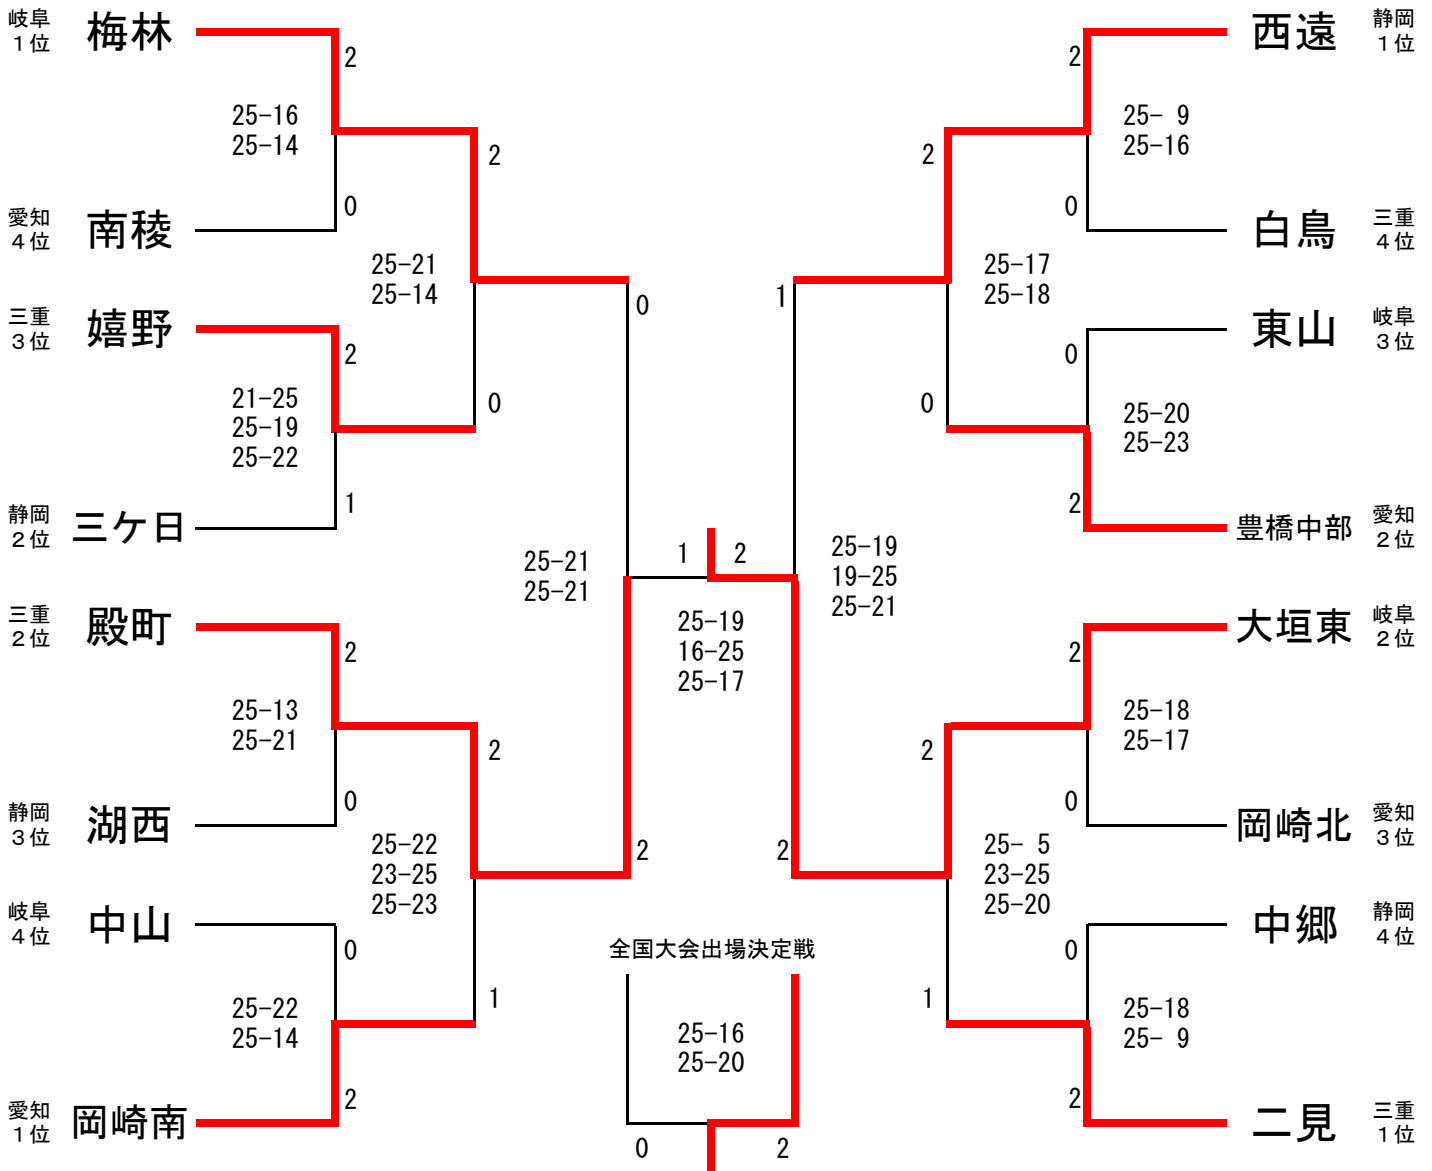 岐阜
１位
梅林
2
25-16
25-14
0
愛知
４位
南稜
2
25-21
25-14
0
三重
３位
嬉野
2
21-25
25-19
25-22
1
静岡
２位
三ケ日
0
25-21
25-21
2
三重
２位
殿町
2
25-13
25-21
0
静岡
３位
湖西
2
25-22
23-25
25-23
1
岐阜
４位
中山
0
25-22
25-14
2
愛知
１位
岡崎南
1
2
25-19
16-25
25-17
全国大会出場決定戦
25-16
25-20
0
2
西遠
静岡
１位
2
25- 9
25-16
0
白鳥
三重
４位
2
25-17
25-18
0
東山
岐阜
３位
0
25-20
25-23
2
豊橋中部
愛知
２位
1
25-19
19-25
25-21
2
大垣東
岐阜
２位
2
25-18
25-17
0
岡崎北
愛知
３位
2
25- 5
23-25
25-20
1
中郷
静岡
４位
0
25-18
25- 9
2
二見
三重
１位